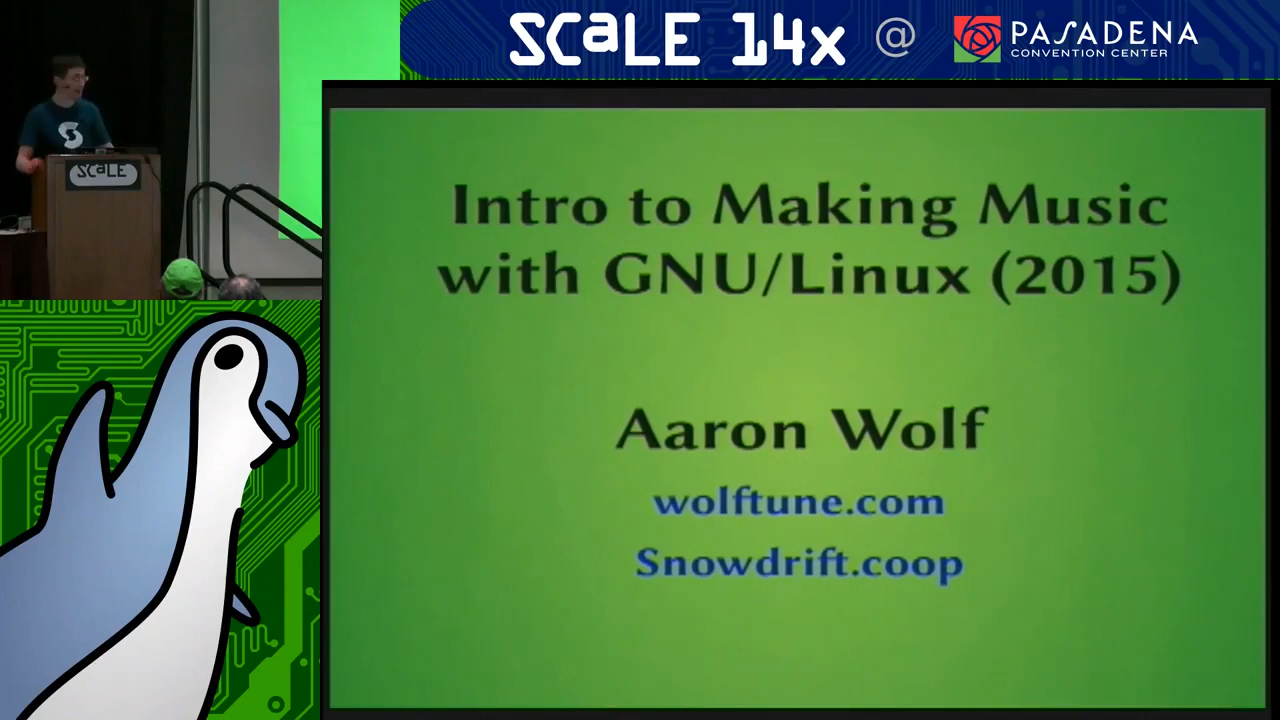 SCaLE 14x @ PASADENA
CONVENTION CENTER
S
SCaLE
Intro to Making Music
with GNU/Linux (2015)
Aaron Wolf
wolftune.com
Snowdrift.coop